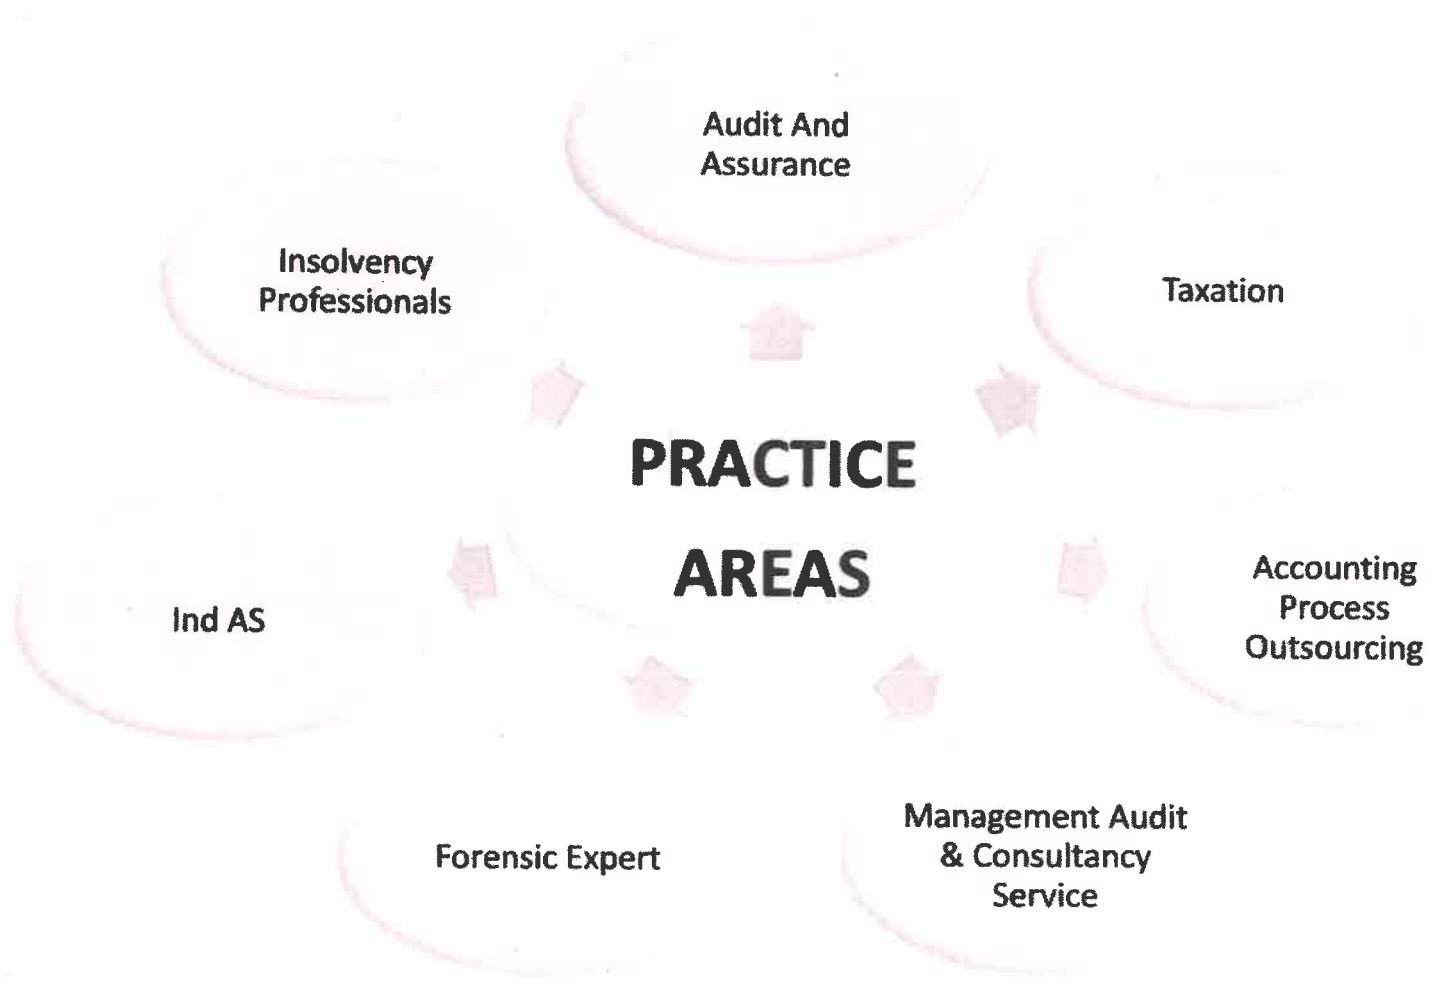 Audit And
Assurance
Insolvency
Professionals
Taxation
PRACTICE
AREAS
Accounting
Process
Outsourcing
Ind AS
Management Audit
& Consultancy
Service
Forensic Expert